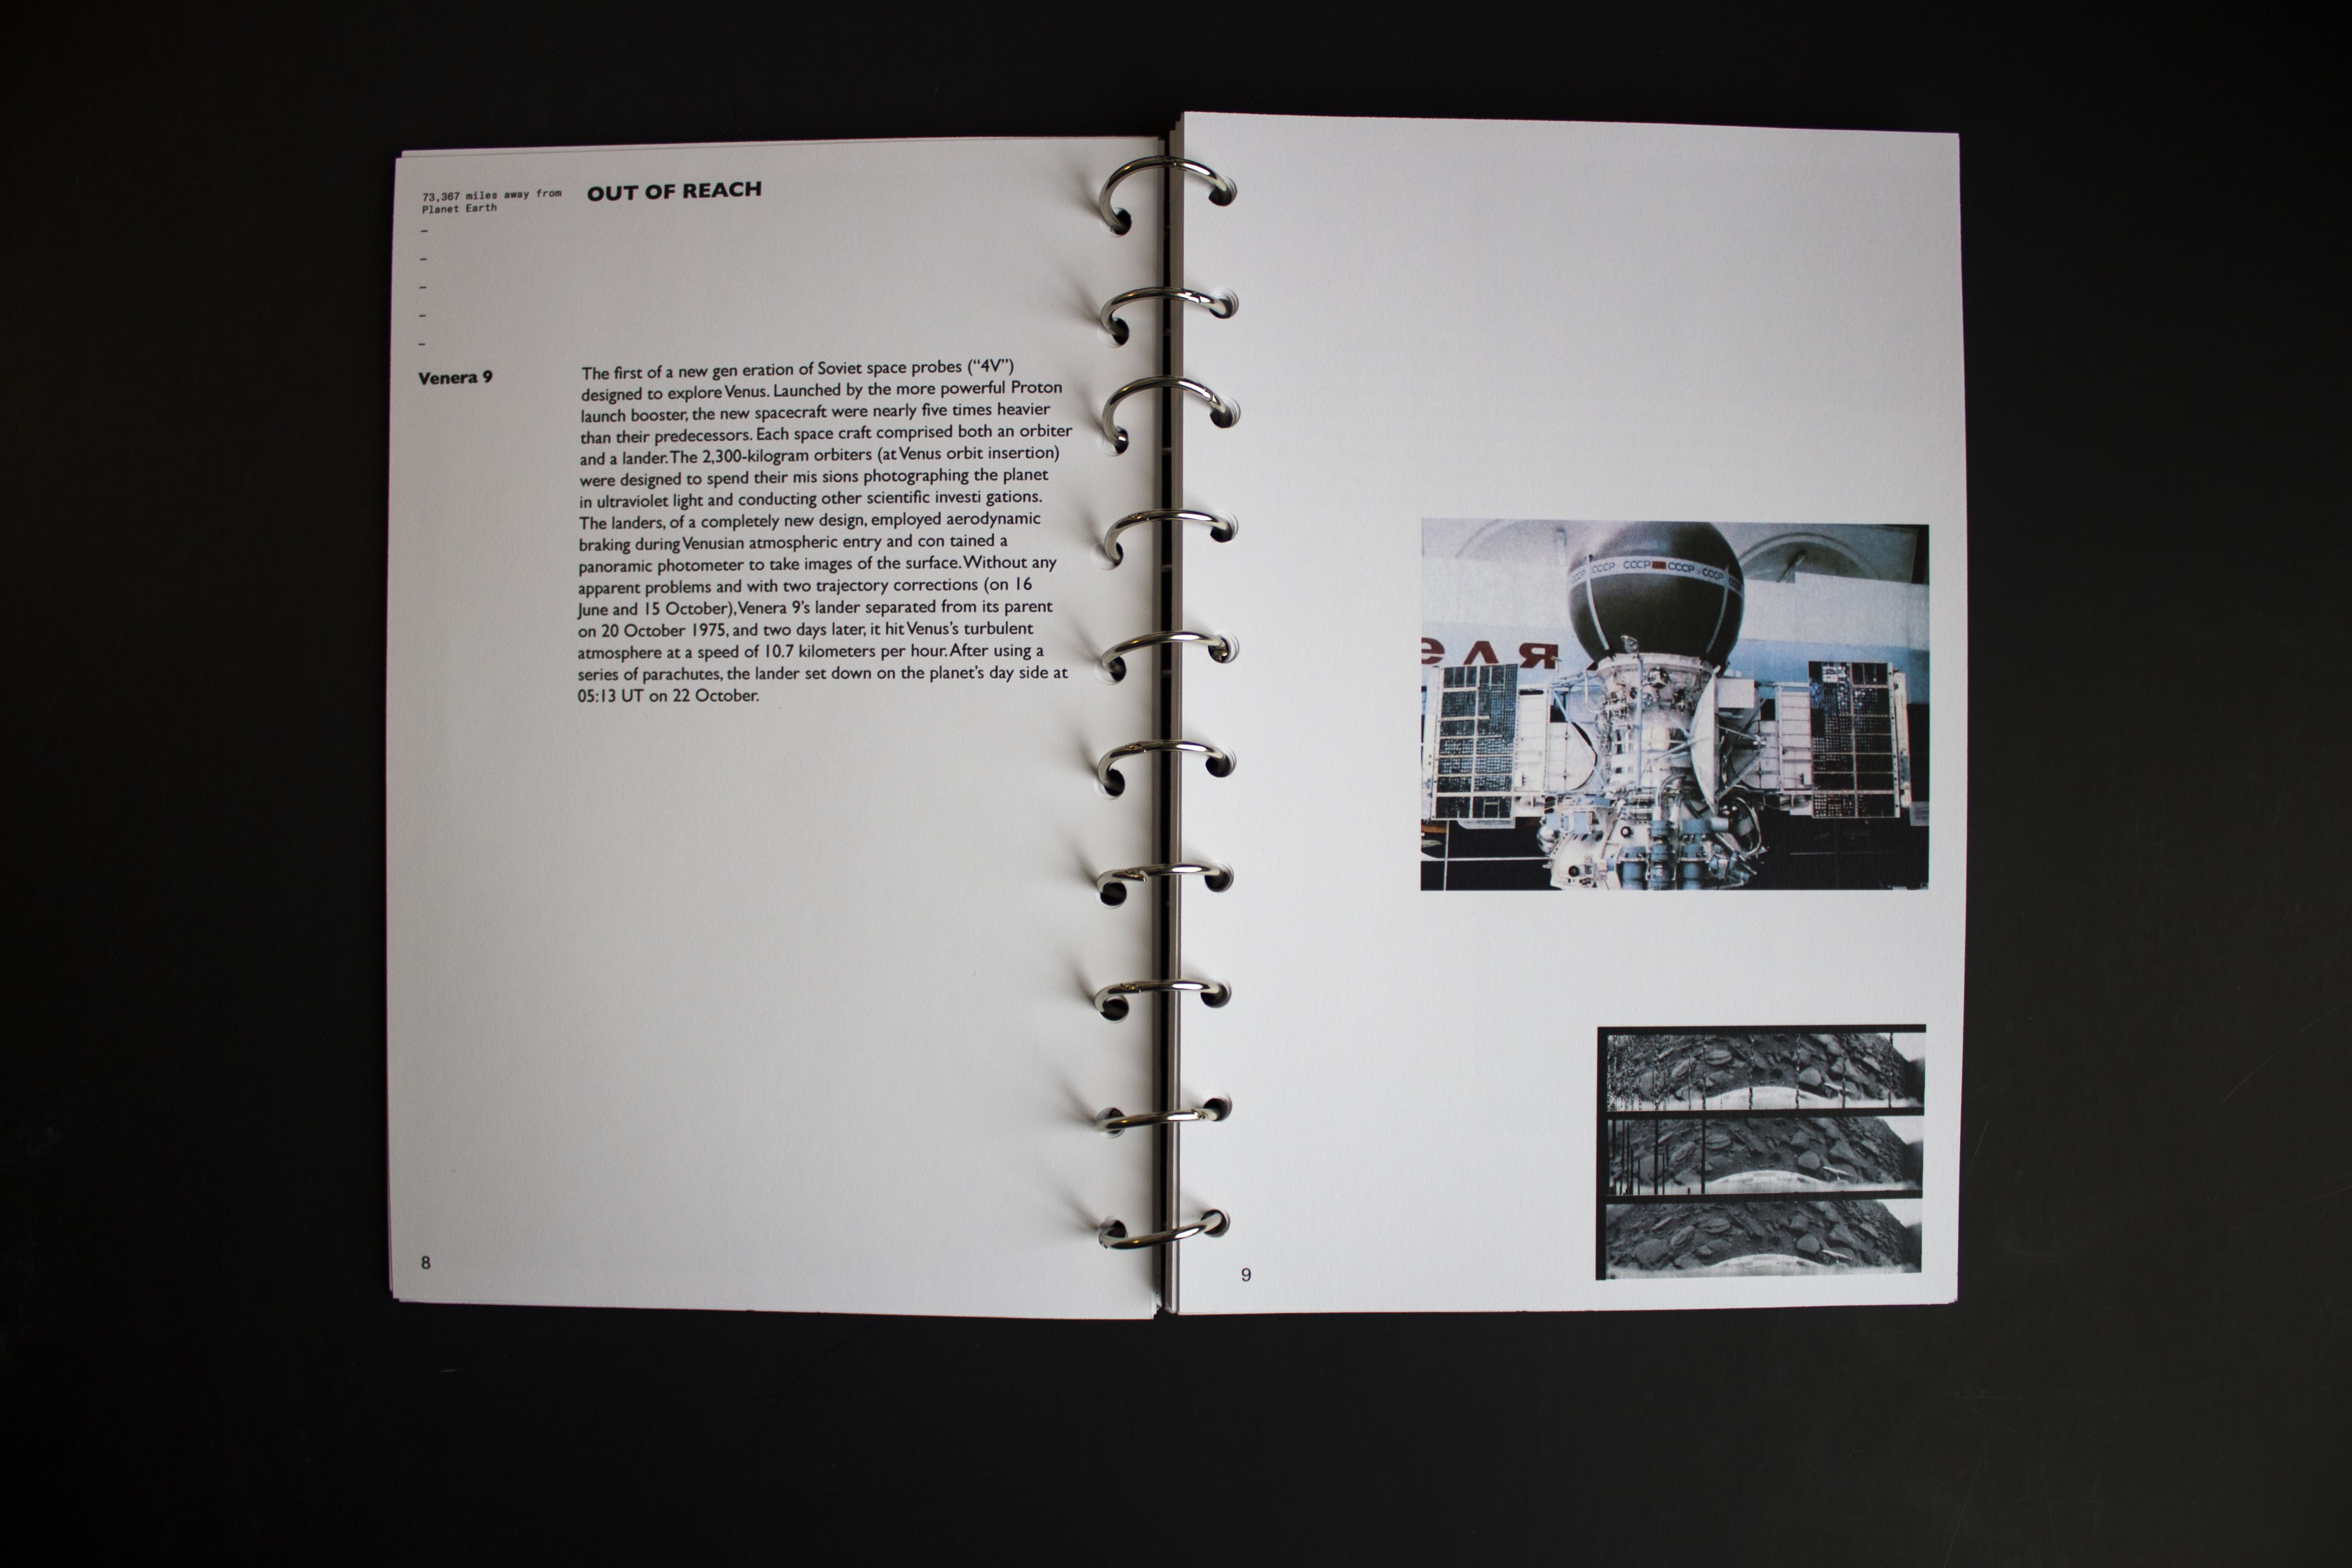 73,367 miles away from
Planet Earth
–
–
–
–
–
OUT OF REACH
Venera 9
The first of a new gen eration of Soviet space probes (“4V”)
designed to explore Venus. Launched by the more powerful Proton
launch booster, the new spacecraft were nearly five times heavier
than their predecessors. Each space craft comprised both an orbiter
and a lander. The 2,300-kilogram orbiters (at Venus orbit insertion)
were designed to spend their mis sions photographing the planet
in ultraviolet light and conducting other scientific investi gations.
The landers, of a completely new design, employed aerodynamic
braking during Venusian atmospheric entry and con tained a
panoramic photometer to take images of the surface. Without any
apparent problems and with two trajectory corrections (on 16
June and 15 October), Venera 9’s lander separated from its parent
on 20 October 1975, and two days later, it hit Venus’s turbulent
atmosphere at a speed of 10.7 kilometers per hour. After using a
series of parachutes, the lander set down on the planet’s day side at
05:13 UT on 22 October.
8
СССР СССР СССР СССР
еля
9